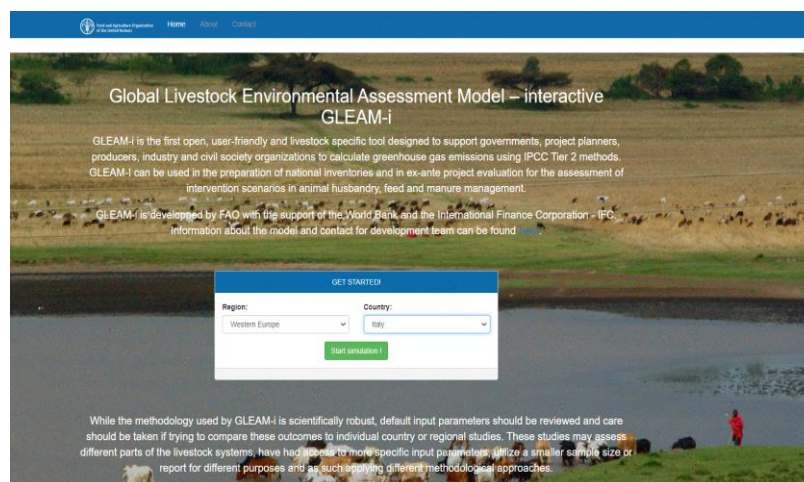 Food and Agriculture Organization
of the United Nations
Home About Contact
Global Livestock Environmental Assessment Model – interactive
GLEAM-i
GLEAM-i is the first open, user-friendly and livestock specific tool designed to support governments, project planners,
producers, industry and civil society organizations to calculate greenhouse gas emissions using IPCC Tier 2 methods.
GLEAM-I can be used in the preparation of national inventories and in ex-ante project evaluation for the assessment of
intervention scenarios in animal husbandry, feed and manure management.
GLEAM-i is developped by FAO with the support of the World Bank and the International Finance Corporation - IFC.
Information about the model and contact for development team can be found
GET STARTED!
Region: Country:
Western Europe Italy
Start simulation !
While the methodology used by GLEAM-i is scientifically robust, default input parameters should be reviewed and care
should be taken if trying to compare these outcomes to individual country or regional studies. These studies may assess
different parts of the livestock systems, have had access to more specific input parameters, utilize a smaller sample size or
report for different purposes and as such applying different methodological approaches.